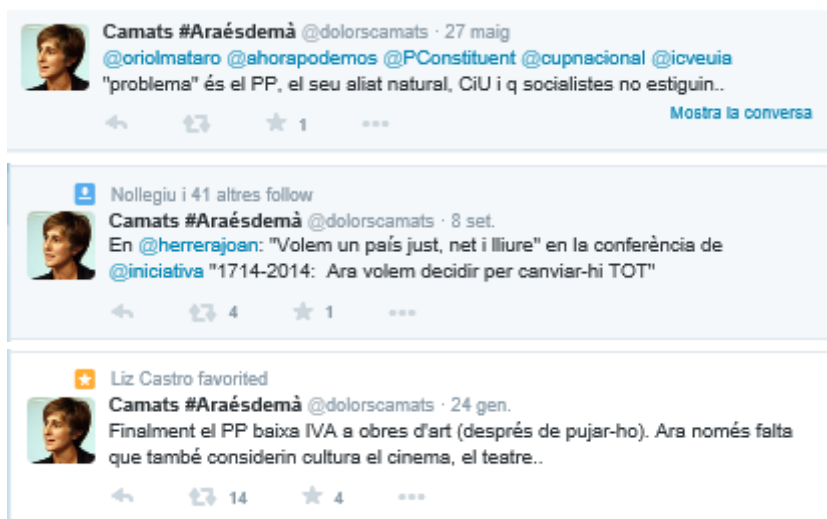 Camats #Araésdemà @dolorscamats · 27 maig
@oriolmataro @ahorapodemos @PConstituent @cupnacional @icveuia
"problema" és el PP, el seu aliat natural, CiU i q socialistes no estiguin..
1
Mostra la conversa
Nollegiu i 41 altres follow
Camats #Araésdemà @dolorscamats · 8 set.
En @herrerajoan: "Volem un país just, net i lliure" en la conferència de
@iniciativa "1714-2014:  Ara volem decidir per canviar-hi TOT"
4 1
Liz Castro favorited
Camats #Araésdemà @dolorscamats · 24 gen.
Finalment el PP baixa IVA a obres d'art (després de pujar-ho). Ara només falta
que també considerin cultura el cinema, el teatre..
14 4